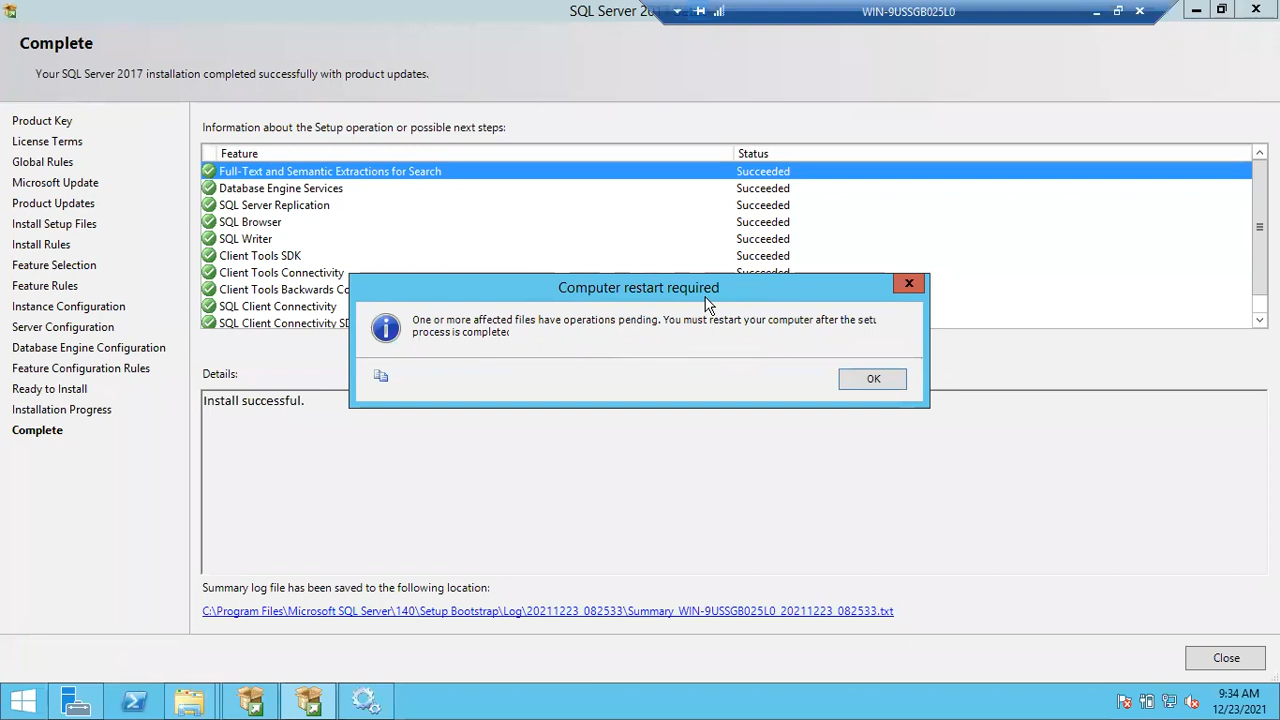 SQL Server 20
WIN-9USSGB025L0
Complete
Your SQL Server 2017 installation completed successfully with product updates.
Product Key
License Terms
Global Rules
Microsoft Update
Product Updates
Install Setup Files
Install Rules
Feature Selection
Feature Rules
Instance Configuration
Server Configuration
Database Engine Configuration
Feature Configuration Rules
Ready to Install
Installation Progress
Complete
Information about the Setup operation or possible next steps:
Feature Status
Full-Text and Semantic Extractions for Search Succeeded
Database Engine Services Succeeded
SQL Server Replication Succeeded
SQL Browser Succeeded
SQL Writer Succeeded
Client Tools SDK Succeeded
Client Tools Connectivity Succeeded
Client Tools Backwards Co
SQL Client Connectivity
SQL Client Connectivity SD
Computer restart required
One or more affected files have operations pending. You must restart your computer after the setu
process is complete
OK
Details:
Install successful.
Summary log file has been saved to the following location:
C:\Program Files\Microsoft SQL Server\140\Setup Bootstrap\Log\20211223_082533\Summary_WIN-9USSGB025L0_20211223_082533.txt
Close
9:34 AM
12/23/2021